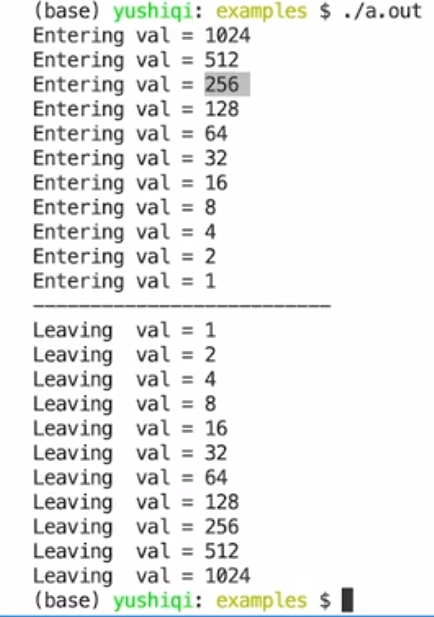 (base) yushiqi: examples $ ./a.out
Entering val = 1024
Entering val = 512
Entering val = 256
Entering val = 128
Entering val = 64
Entering val = 32
Entering val = 16
Entering val = 8
Entering val = 4
Entering val = 2
Entering val = 1
--------------------------
Leaving  val = 1
Leaving  val = 2
Leaving  val = 4
Leaving  val = 8
Leaving  val = 16
Leaving  val = 32
Leaving  val = 64
Leaving  val = 128
Leaving  val = 256
Leaving  val = 512
Leaving  val = 1024
(base) yushiqi: examples $